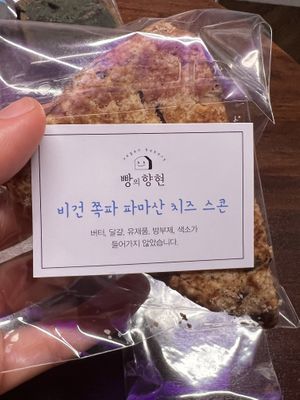 vegan bakery
빵의향현
비건 쪽파 파마산 치즈 스콘
버터, 달걀, 유제품, 방부제, 색소가
들어가지 않았습니다.